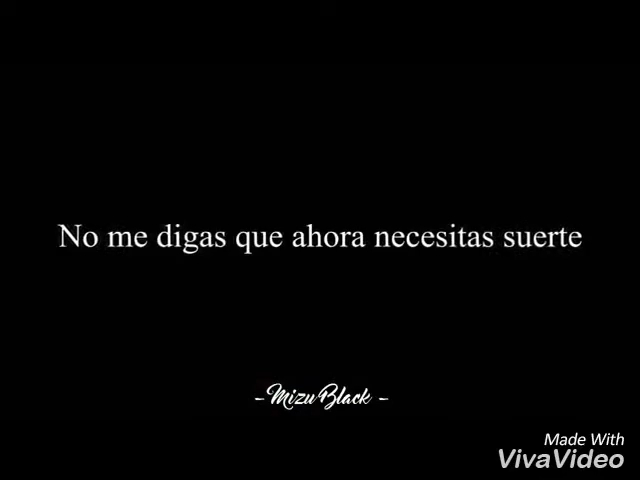 No me digas que ahora necesitas suerte
-MizuBlack -
Made With
VivaVideo